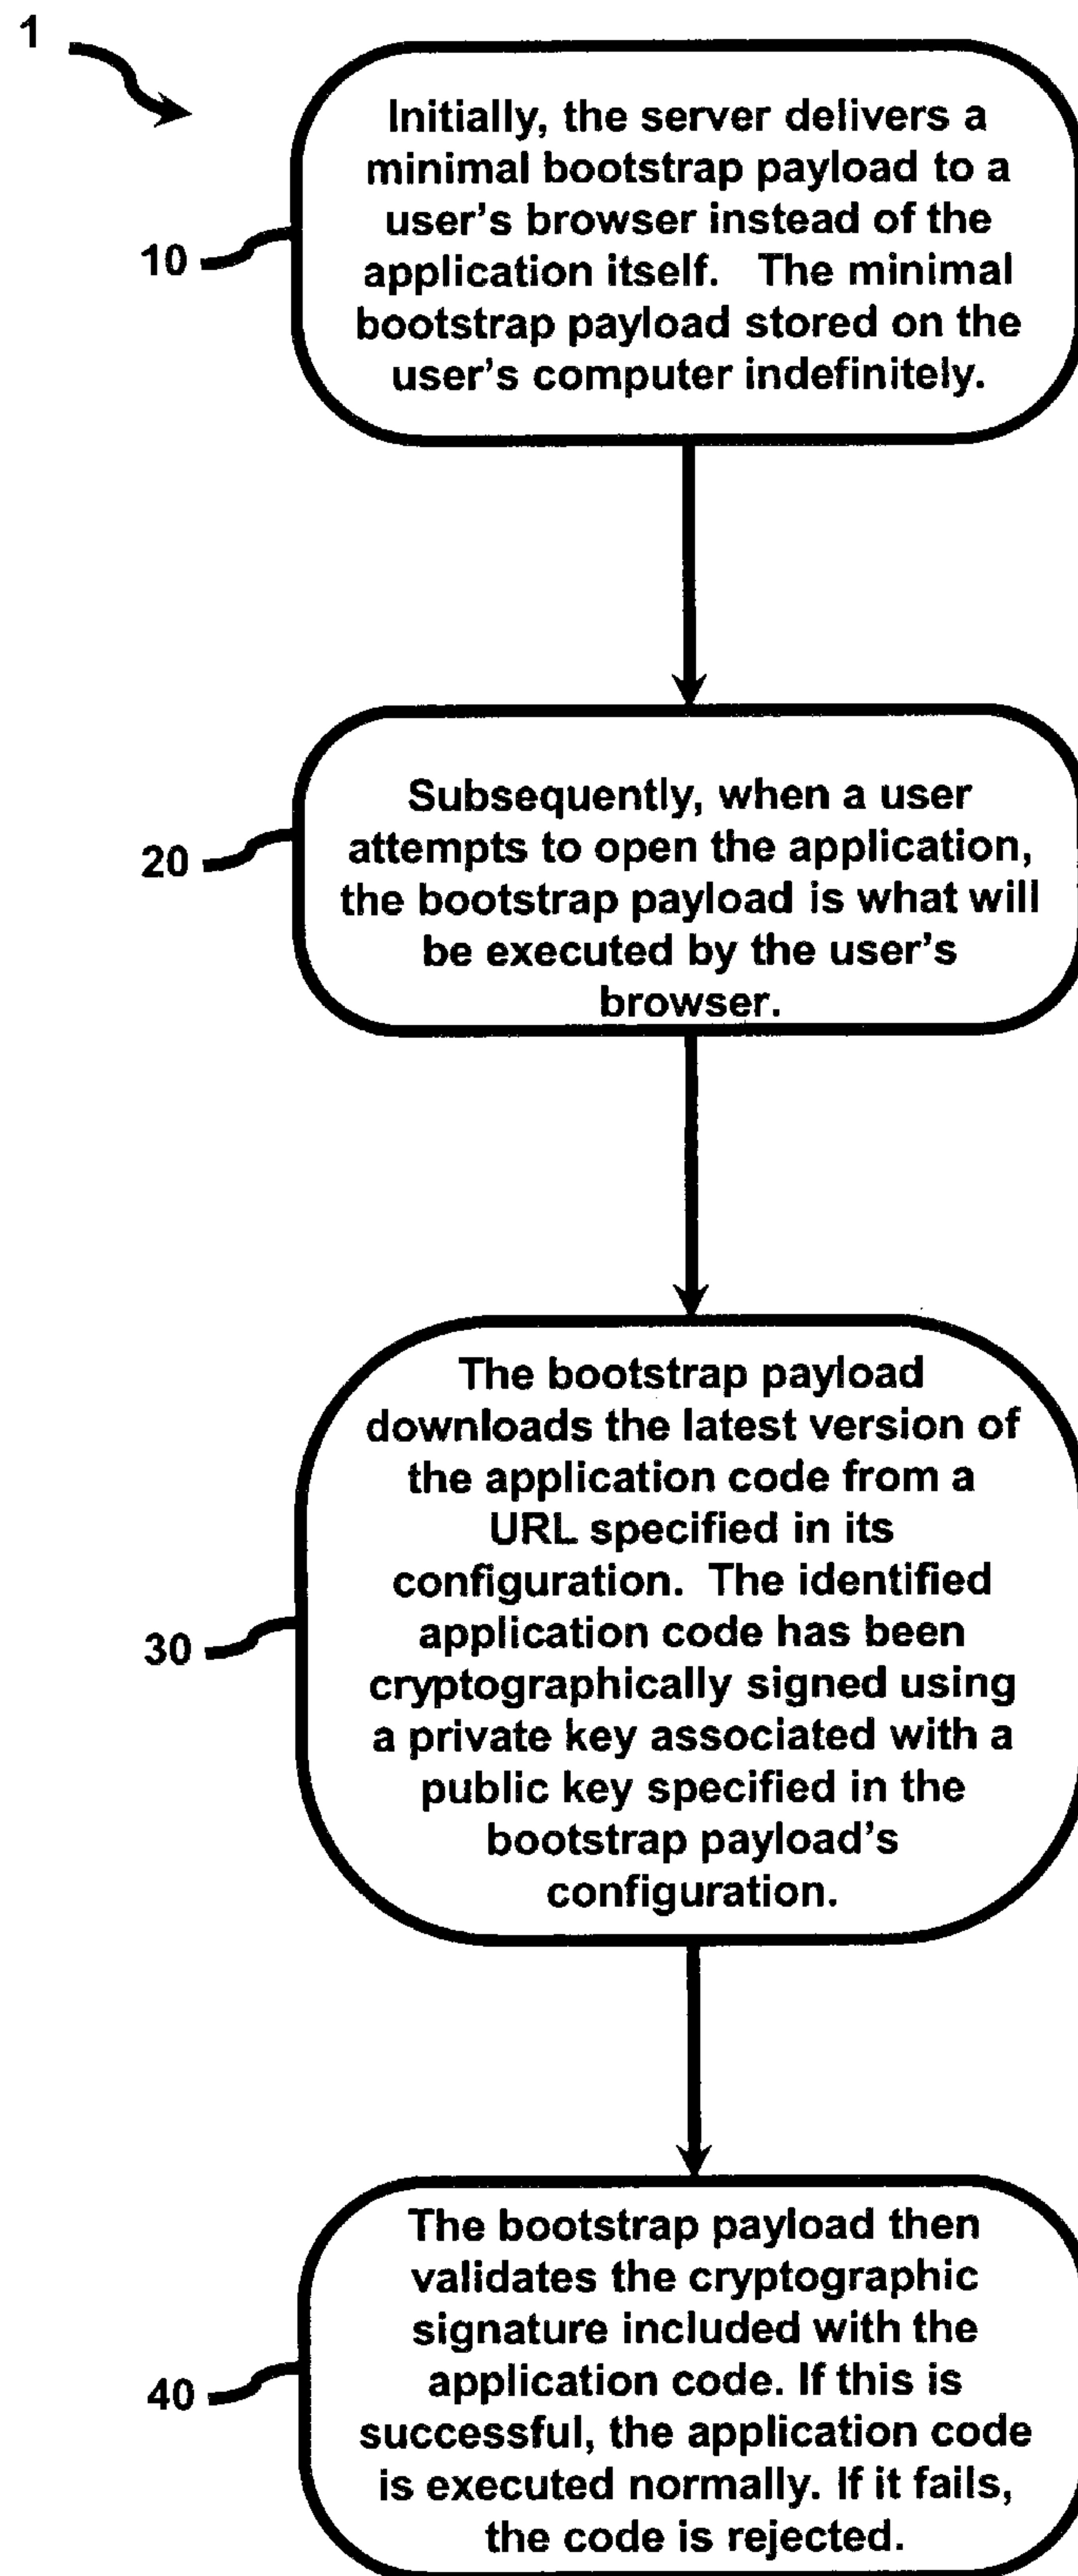 1
Initially, the server delivers a
minimal bootstrap payload to a
user's browser instead of the
application itself.   The minimal
bootstrap payload stored on the
user's computer indefinitely.
10
Subsequently, when a user
attempts to open the application,
the bootstrap payload is what will
be executed by the user's
browser.
20
The bootstrap payload
downloads the latest version of
the application code from a
URL specified in its
configuration.  The identified
application code has been
cryptographically signed using
a private key associated with a
public key specified in the
bootstrap payload's
configuration.
30
The bootstrap payload then
validates the cryptographic
signature included with the
application code. If this is
successful, the application code
is executed normally. If it fails,
the code is rejected.
40